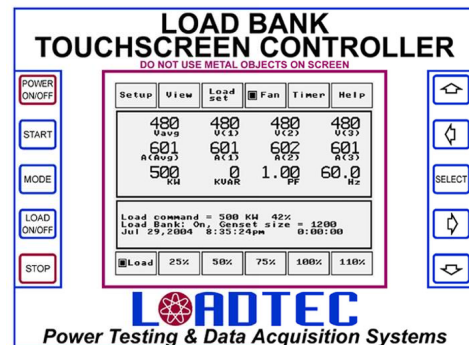 LOAD BANK
TOUCHSCREEN CONTROLLER
DO NOT USE METAL OBJECTS ON SCREEN
POWER ON/OFF
START
MODE
LOAD ON/OFF
STOP
Setup View Load set Fan Timer Help
480 480 480 480
Vavg V(1) V(2) V(3)
601 601 602 601
A(Avg) A(1) A(2) A(3)
500 0 1.00 60.0
KW KVAR PF Hz
Load command = 500 KW 42%
Load Bank: On, Genset size = 1200
Jul 29,2004 8:35:24pm 0:00:00
Load 25% 50% 75% 100% 110%
SELECT
LOADTEC
Power Testing & Data Acquisition Systems